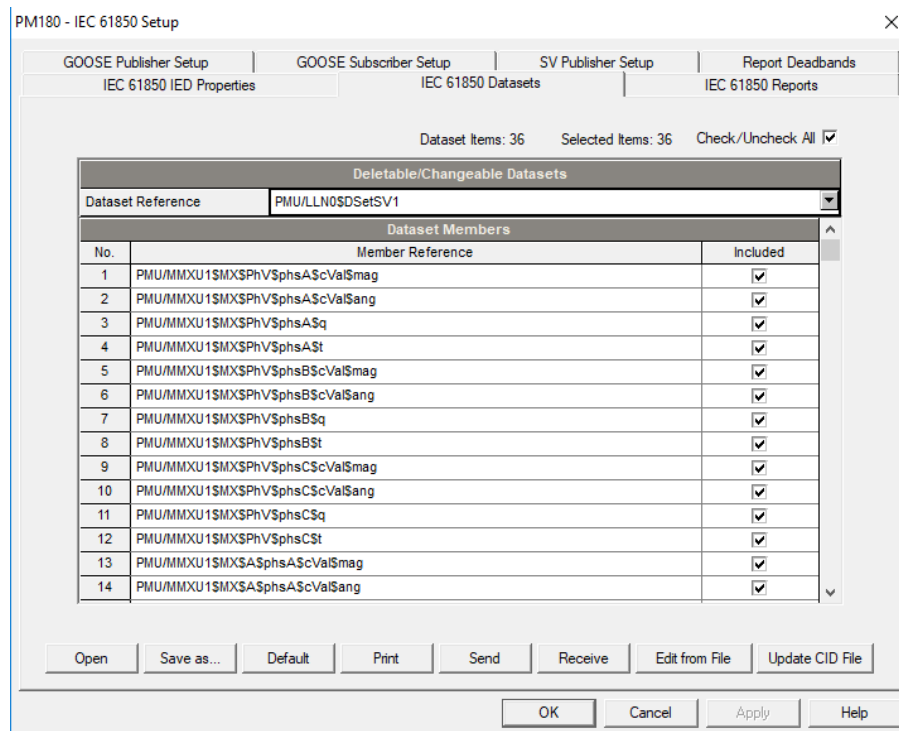 PM180 - IEC 61850 Setup
GOOSE Publisher Setup GOOSE Subscriber Setup SV Publisher Setup Report Deadbands
IEC 61850 IED Properties IEC 61850 Datasets IEC 61850 Reports
Dataset Items: 36 Selected Items: 36 Check/Uncheck All
Deletable/Changeable Datasets
Dataset Reference PMU/LLN0$DSetSV1
Dataset Members
No. Member Reference Included
1 PMU/MMXU1$MX$PhV$phsA$cVal$mag
2 PMU/MMXU1$MX$PhV$phsA$cVal$ang
3 PMU/MMXU1$MX$PhV$phsA$q
4 PMU/MMXU1$MX$PhV$phsA$t
5 PMU/MMXU1$MX$PhV$phsB$cVal$mag
6 PMU/MMXU1$MX$PhV$phsB$cVal$ang
7 PMU/MMXU1$MX$PhV$phsB$q
8 PMU/MMXU1$MX$PhV$phsB$t
9 PMU/MMXU1$MX$PhV$phsC$cVal$mag
10 PMU/MMXU1$MX$PhV$phsC$cVal$ang
11 PMU/MMXU1$MX$PhV$phsC$q
12 PMU/MMXU1$MX$PhV$phsC$t
13 PMU/MMXU1$MX$A$phsA$cVal$mag
14 PMU/MMXU1$MX$A$phsA$cVal$ang
Open Save as... Default Print Send Receive Edit from File Update CID File
OK Cancel Apply Help